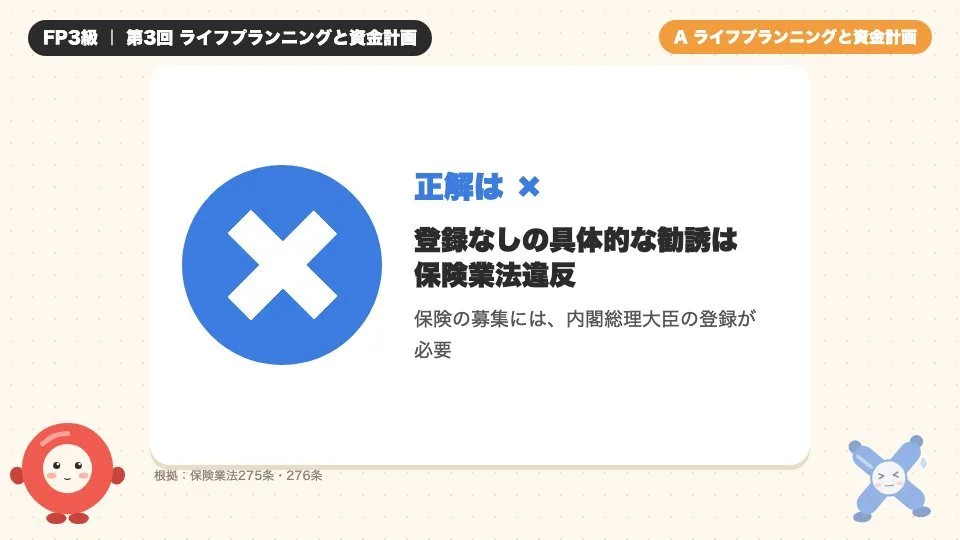 FP3級 | 第3回 ライフプランニングと資金計画
A ライフプランニングと資金計画
正解は ✖
登録なしの具体的な勧誘は
保険業法違反
保険の募集には、内閣総理大臣の登録が
必要
根拠：保険業法275条・276条